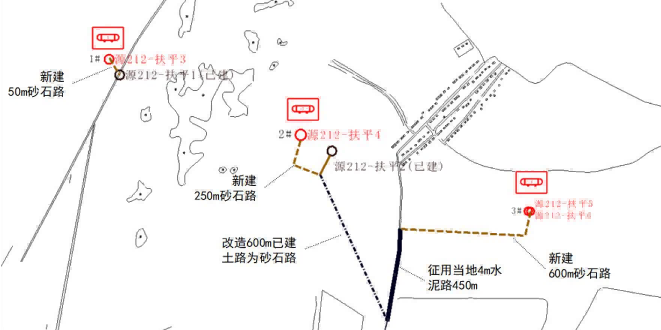 1# 源212-扶平3
源212-扶平1(已建)
新建
50m砂石路
2# 源212-扶平4
源212-扶平2(已建)
新建
250m砂石路
源212-扶平5
3# 源212-扶平6
改造600m已建
土路为砂石路
征用当地4m水
泥路450m
新建
600m砂石路